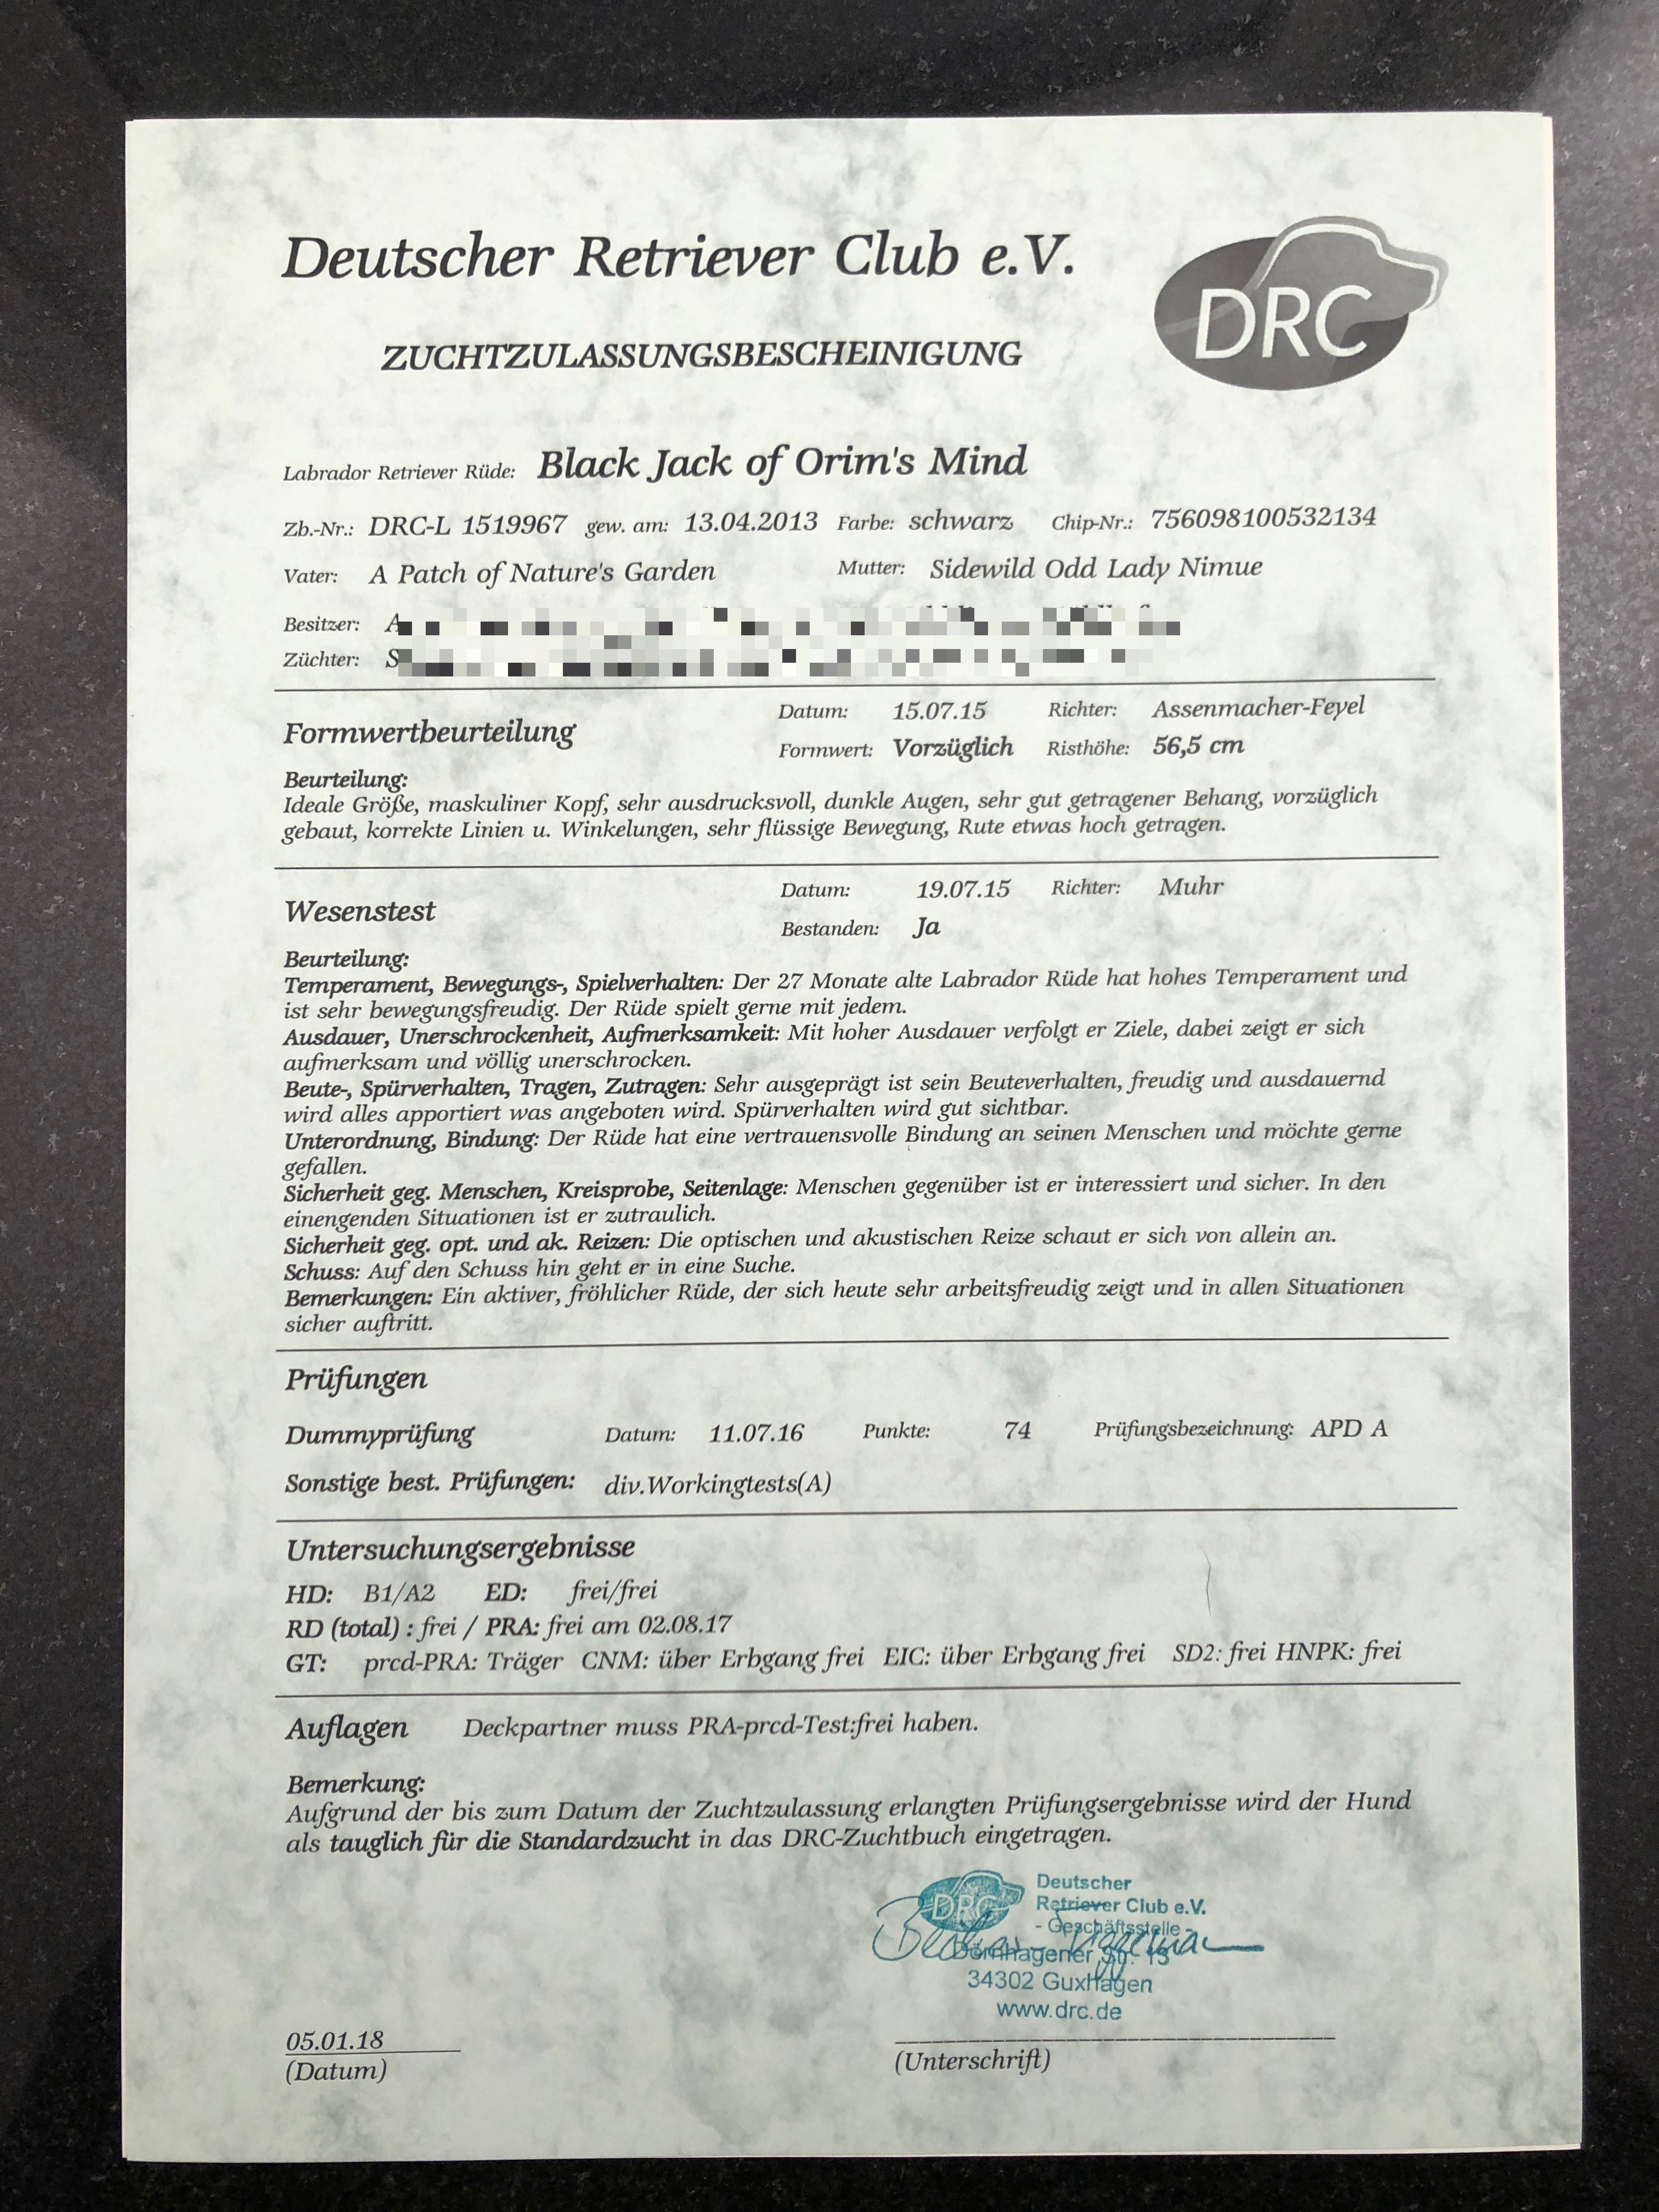 Deutscher Retriever Club e.V.
DRC
ZUCHTZULASSUNGSBESCHEINIGUNG
Labrador Retriever Rüde: Black Jack of Orim's Mind
Zb.-Nr.: DRC-L 1519967 gew. am: 13.04.2013 Farbe: schwarz Chip-Nr.: 756098100532134
Vater: A Patch of Nature's Garden Mutter: Sidewild Odd Lady Nimue
Besitzer:
Züchter:
Formwertbeurteilung Datum: 15.07.15 Richter: Assenmacher-Feyel
Formwert: Vorzüglich Risthöhe: 56,5 cm
Beurteilung:
Ideale Größe, maskuliner Kopf, sehr ausdrucksvoll, dunkle Augen, sehr gut getragener Behang, vorzüglich
gebaut, korrekte Linien u. Winkelungen, sehr flüssige Bewegung, Rute etwas hoch getragen.
Wesenstest Datum: 19.07.15 Richter: Muhr
Bestanden: Ja
Beurteilung:
Temperament, Bewegungs-, Spielverhalten: Der 27 Monate alte Labrador Rüde hat hohes Temperament und
ist sehr bewegungsfreudig. Der Rüde spielt gerne mit jedem.
Ausdauer, Unerschrockenheit, Aufmerksamkeit: Mit hoher Ausdauer verfolgt er Ziele, dabei zeigt er sich
aufmerksam und völlig unerschrocken.
Beute-, Spürverhalten, Tragen, Zutragen: Sehr ausgeprägt ist sein Beuteverhalten, freudig und ausdauernd
wird alles apportiert was angeboten wird. Spürverhalten wird gut sichtbar.
Unterordnung, Bindung: Der Rüde hat eine vertrauensvolle Bindung an seinen Menschen und möchte gerne
gefallen.
Sicherheit geg. Menschen, Kreisprobe, Seitenlage: Menschen gegenüber ist er interessiert und sicher. In den
einengenden Situationen ist er zutraulich.
Sicherheit geg. opt. und ak. Reizen: Die optischen und akustischen Reize schaut er sich von allein an.
Schuss: Auf den Schuss hin geht er in eine Suche.
Bemerkungen: Ein aktiver, fröhlicher Rüde, der sich heute sehr arbeitsfreudig zeigt und in allen Situationen
sicher auftritt.
Prüfungen
Dummyprüfung Datum: 11.07.16 Punkte: 74 Prüfungsbezeichnung: APD A
Sonstige best. Prüfungen: div.Workingtests(A)
Untersuchungsergebnisse
HD: B1/A2 ED: frei/frei
RD (total) : frei / PRA: frei am 02.08.17
GT: prcd-PRA: Träger CNM: über Erbgang frei EIC: über Erbgang frei SD2: frei HNPK: frei
Auflagen Deckpartner muss PRA-prcd-Test:frei haben.
Bemerkung:
Aufgrund der bis zum Datum der Zuchtzulassung erlangten Prüfungsergebnisse wird der Hund
als tauglich für die Standardzucht in das DRC-Zuchtbuch eingetragen.
DRC Deutscher
Retriever Club e.V.
- Geschäftsstelle -
Dörnhagener Str. 13
34302 Guxhagen
www.drc.de
05.01.18
(Datum) (Unterschrift)